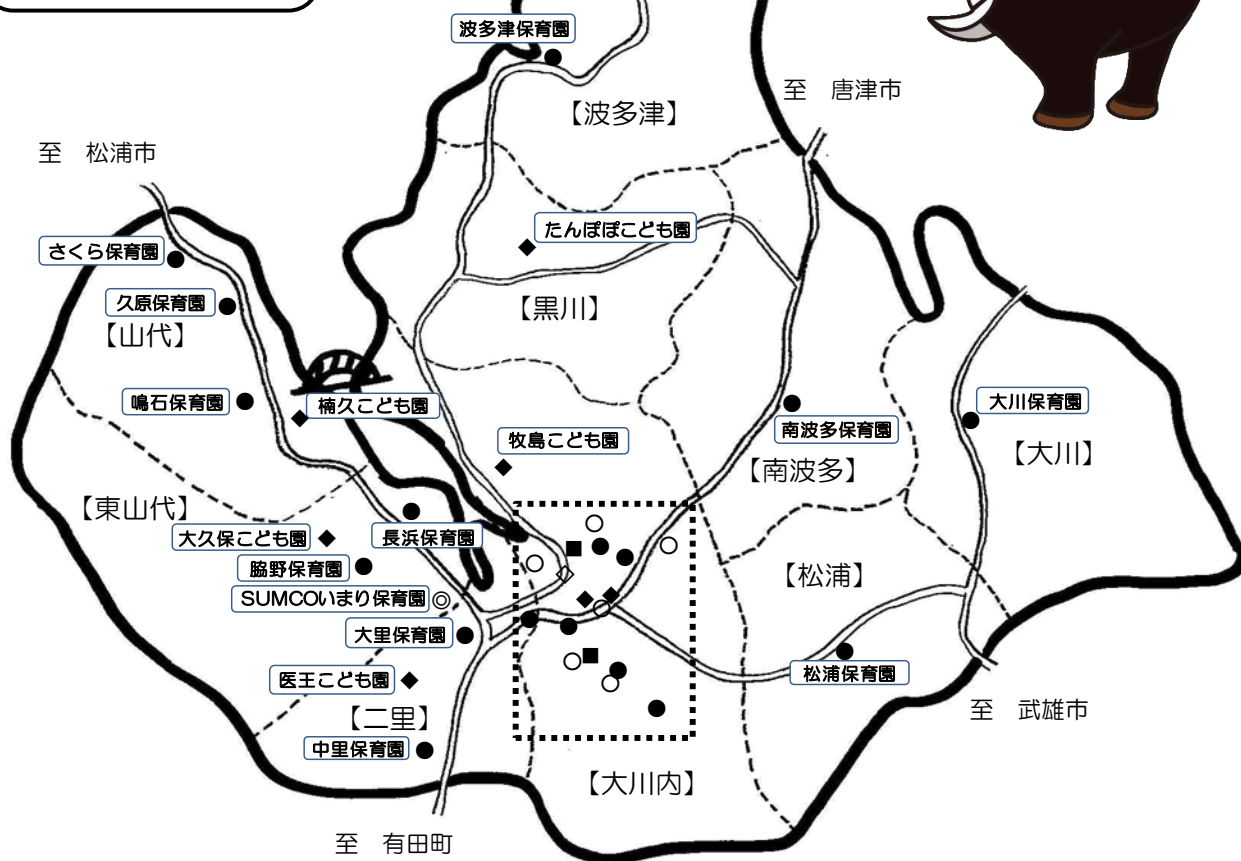 波多津保育園
至　唐津市
【波多津】
至　松浦市
たんぽぽこども園
さくら保育園
久原保育園
【黒川】
【山代】
鳴石保育園
楠久こども園
大川保育園
南波多保育園
牧島こども園
【大川】
【南波多】
【東山代】
大久保こども園
長浜保育園
脇野保育園
【松浦】
SUMCOいまり保育園
大里保育園
松浦保育園
医王こども園
至　武雄市
【二里】
中里保育園
【大川内】
至　有田町